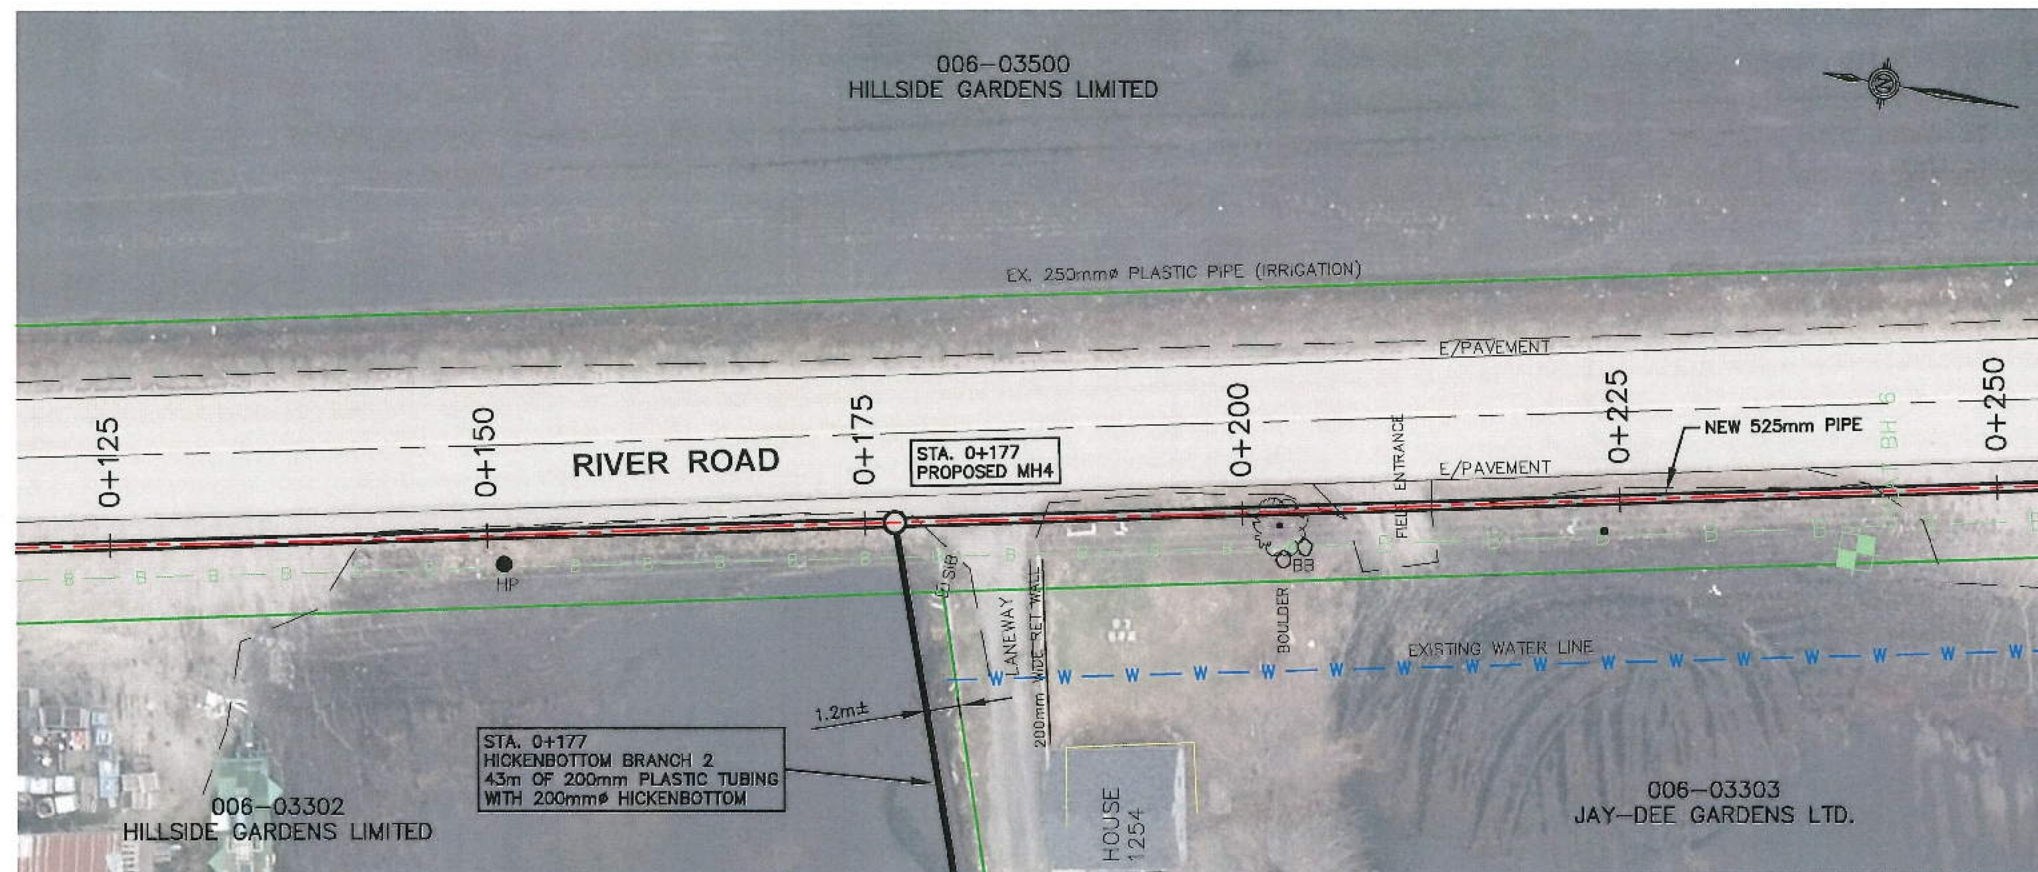 006-03500
HILLSIDE GARDENS LIMITED
N
EX. 250mmø PLASTIC PIPE (IRRIGATION)
E/PAVEMENT
0+125
0+150
0+175
0+200
0+225
0+250
RIVER ROAD
STA. 0+177
PROPOSED MH4
E/PAVEMENT
FIELD ENTRANCE
NEW 525mm PIPE
BH 6
B B B B B B B B B B B B B B
HP
SIB
LANEWAY
200mm WIDE RET WALL
BB
BOULDER
EXISTING WATER LINE
W W W W W W W W W W W W W W W W
1.2m±
STA. 0+177
HICKENBOTTOM BRANCH 2
43m OF 200mm PLASTIC TUBING
WITH 200mmø HICKENBOTTOM
006-03302
HILLSIDE GARDENS LIMITED
HOUSE
1254
006-03303
JAY-DEE GARDENS LTD.